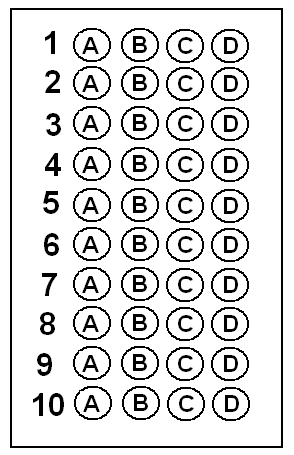 1 A B C D
2 A B C D
3 A B C D
4 A B C D
5 A B C D
6 A B C D
7 A B C D
8 A B C D
9 A B C D
10 A B C D